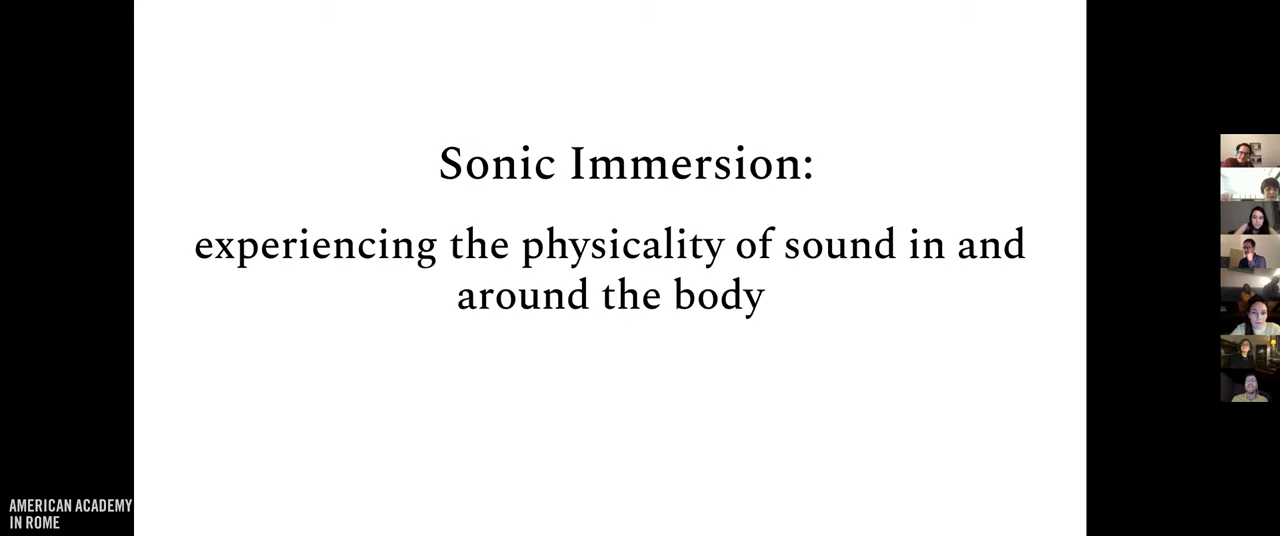 Sonic Immersion:
experiencing the physicality of sound in and
around the body
AMERICAN ACADEMY
IN ROME